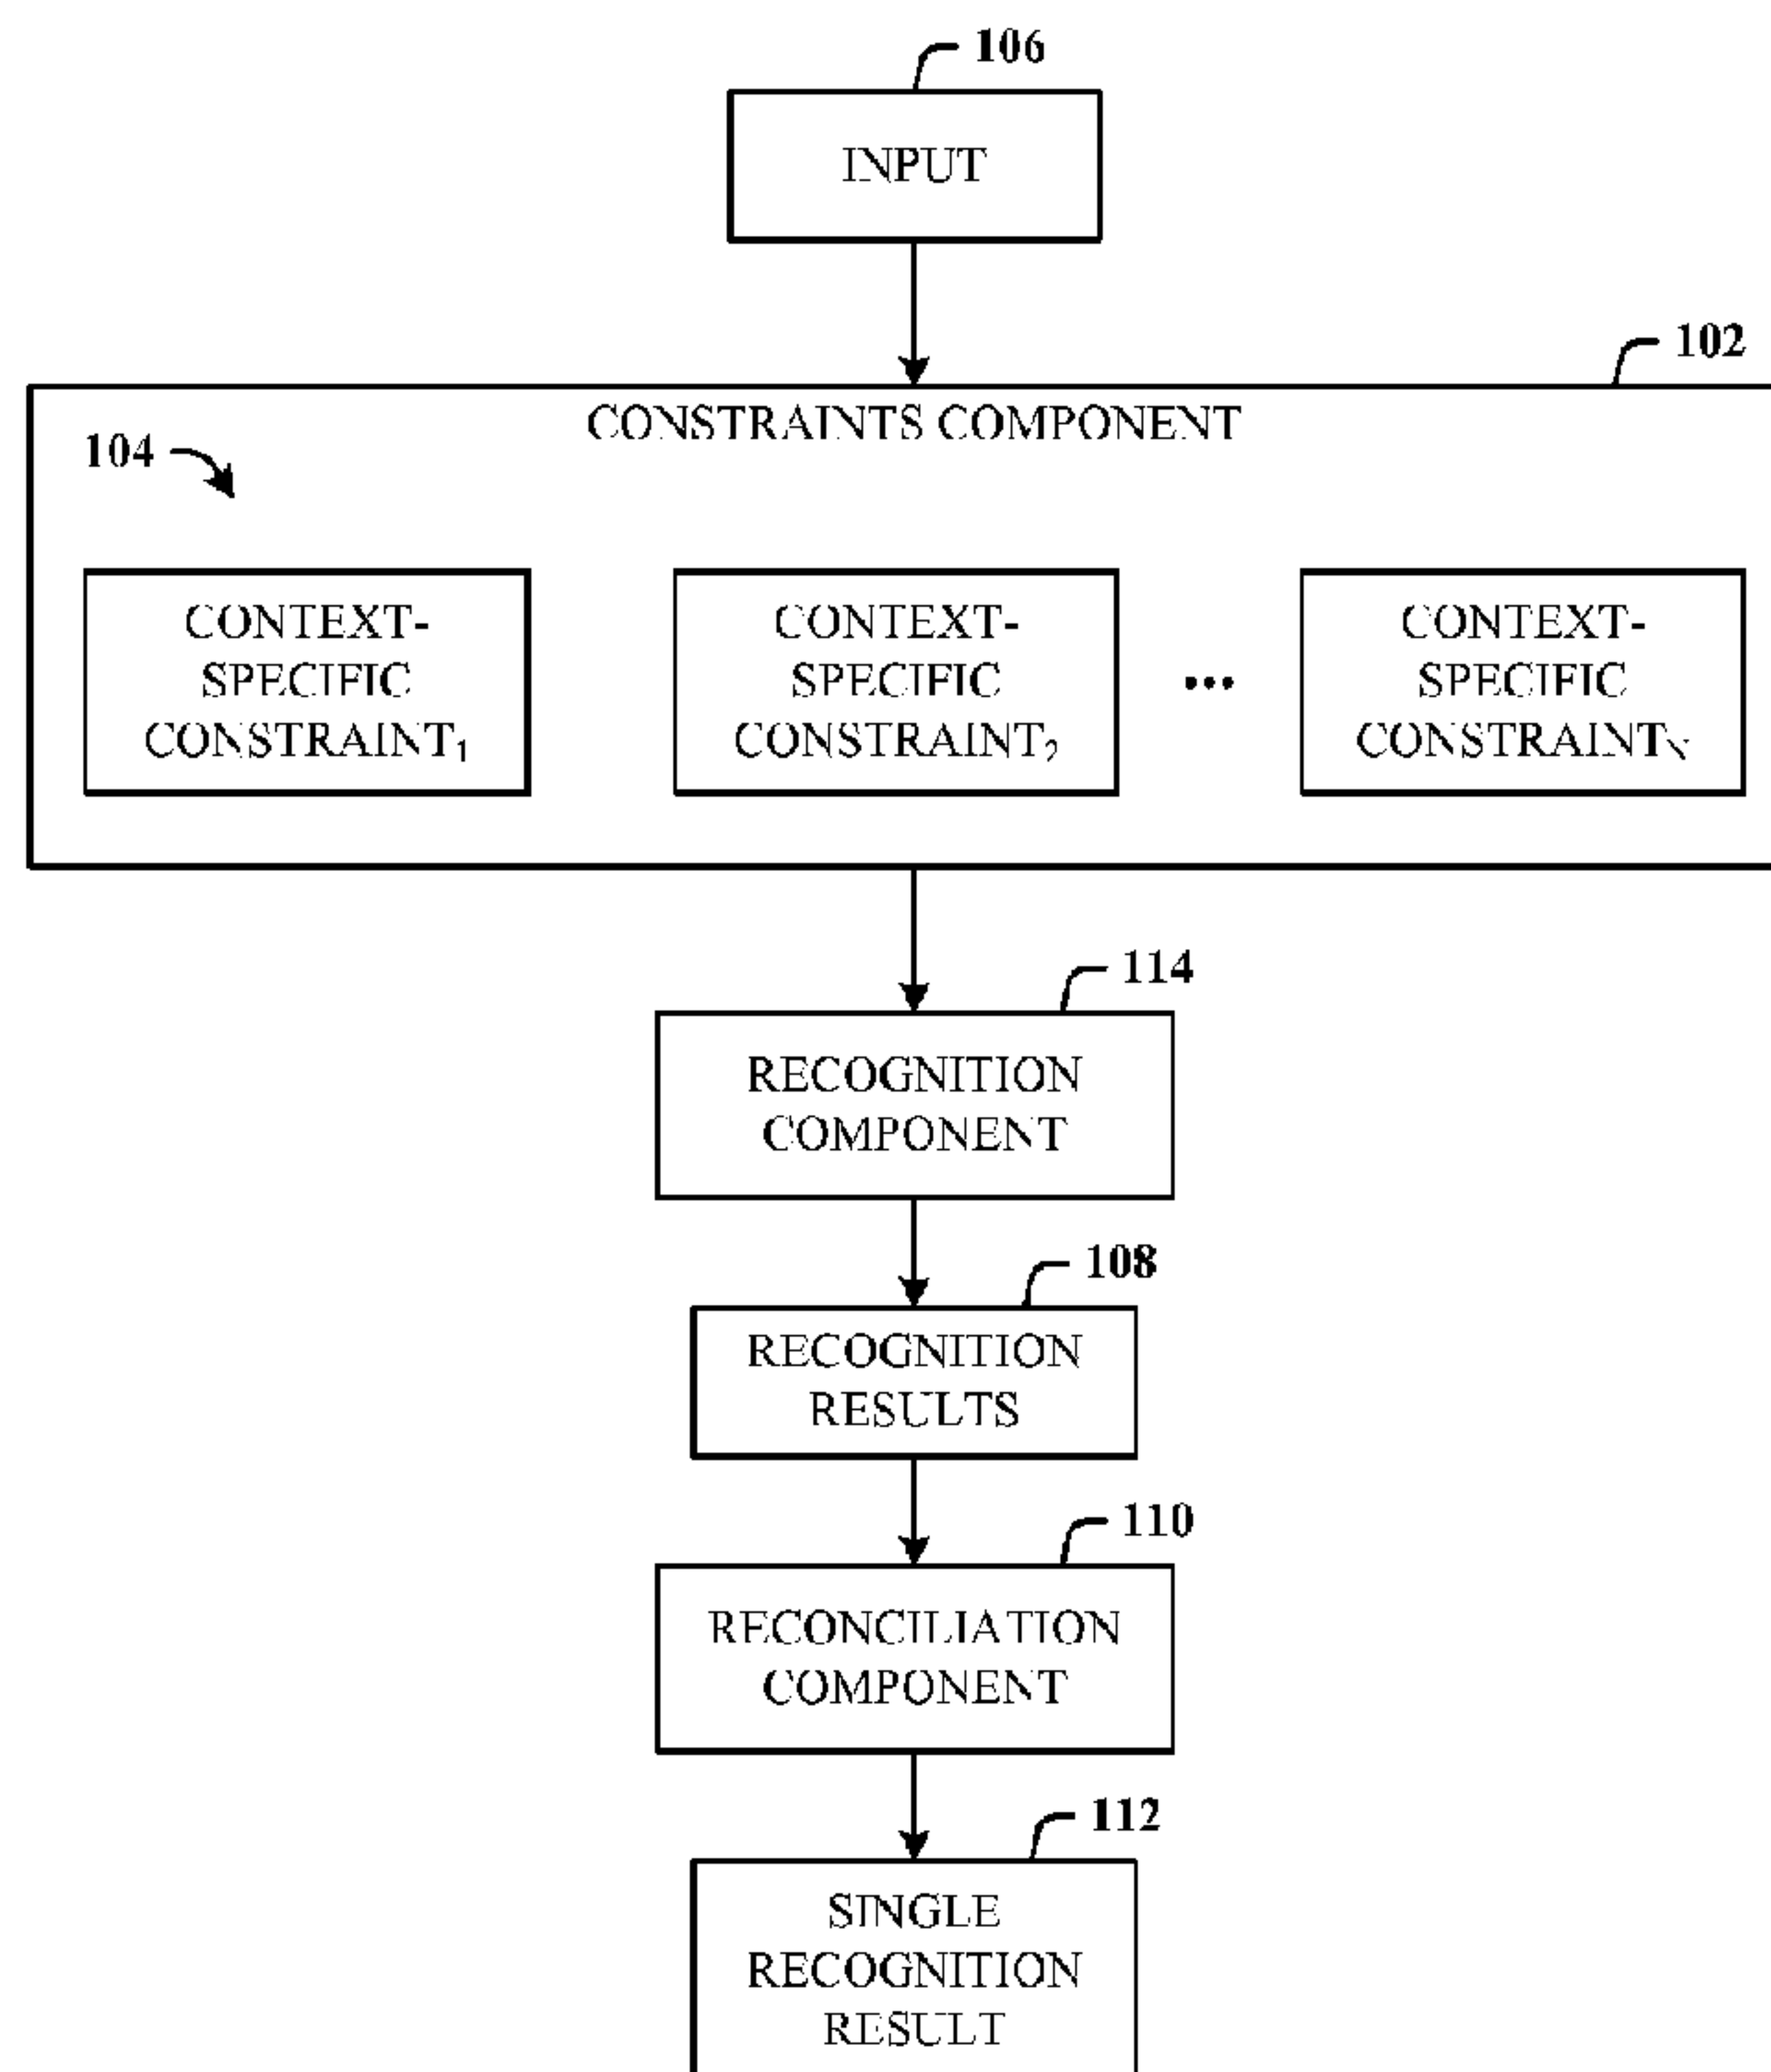 106
INPUT
102
CONSTRAINTS COMPONENT
104
CONTEXT-
SPECIFIC
CONSTRAINT1
CONTEXT-
SPECIFIC
CONSTRAINT2
...
CONTEXT-
SPECIFIC
CONSTRAINTN
114
RECOGNITION
COMPONENT
108
RECOGNITION
RESULTS
110
RECONCILIATION
COMPONENT
112
SINGLE
RECOGNITION
RESULT